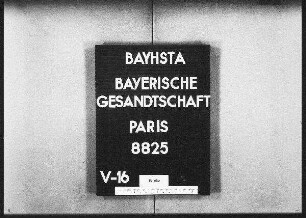 BAYHSTA
BAYERISCHE
GESANDTSCHAFT
PARIS
8825
V-16